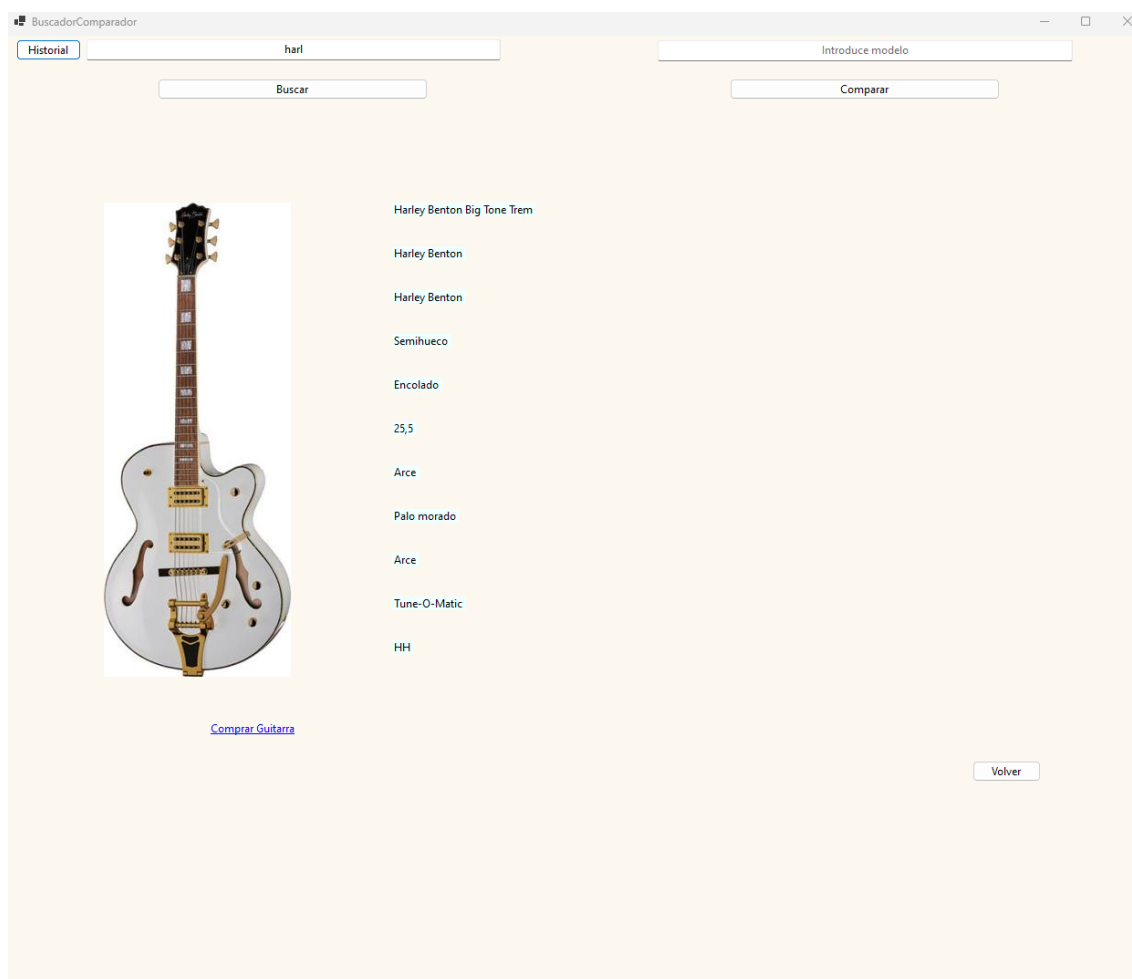 BuscadorComparador
Historial
harl
Introduce modelo
Buscar
Comparar
Harley Benton Big Tone Trem
Harley Benton
Harley Benton
Semihueco
Encolado
25,5
Arce
Palo morado
Arce
Tune-O-Matic
HH
Comprar Guitarra
Volver